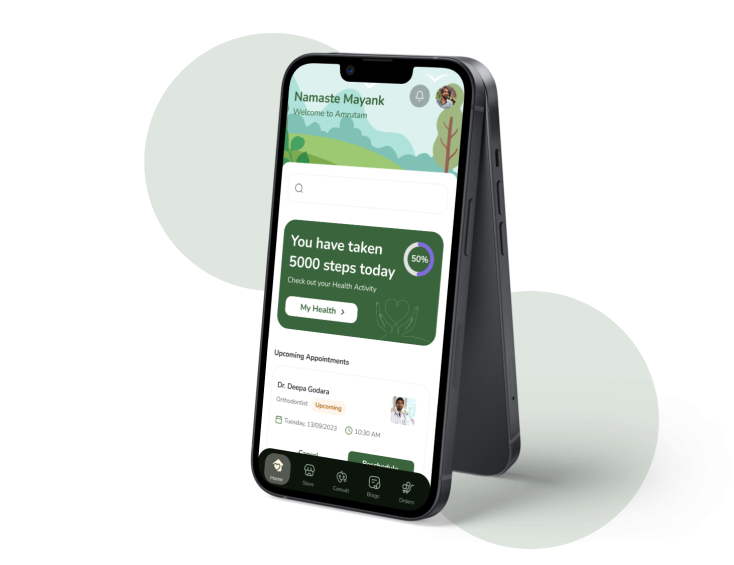 Namaste Mayank
Welcome to Amrutam
You have taken
5000 steps today
50%
Check out your Health Activity
My Health
Upcoming Appointments
Dr. Deepa Godara
Orthodontist
Upcoming
Tuesday, 13/09/2023
10:30 AM
Cancel
Reschedule
Home
Store
Consult
Blogs
Orders